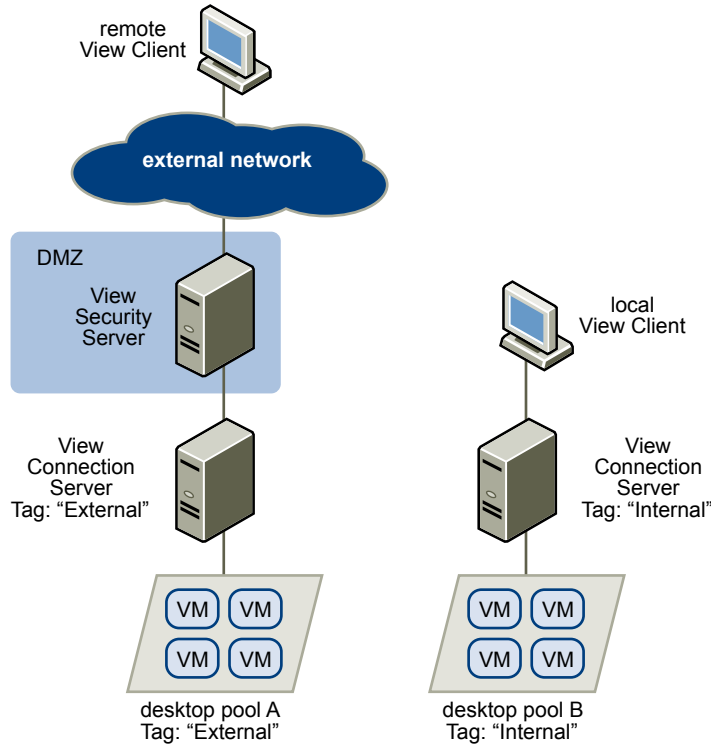 remote
View Client
external network
DMZ
View
Security
Server
local
View Client
View
Connection
Server
Tag: “External”
View
Connection
Server
Tag: “Internal”
VM VM
VM VM
VM VM
VM VM
desktop pool A
Tag: “External”
desktop pool B
Tag: “Internal”